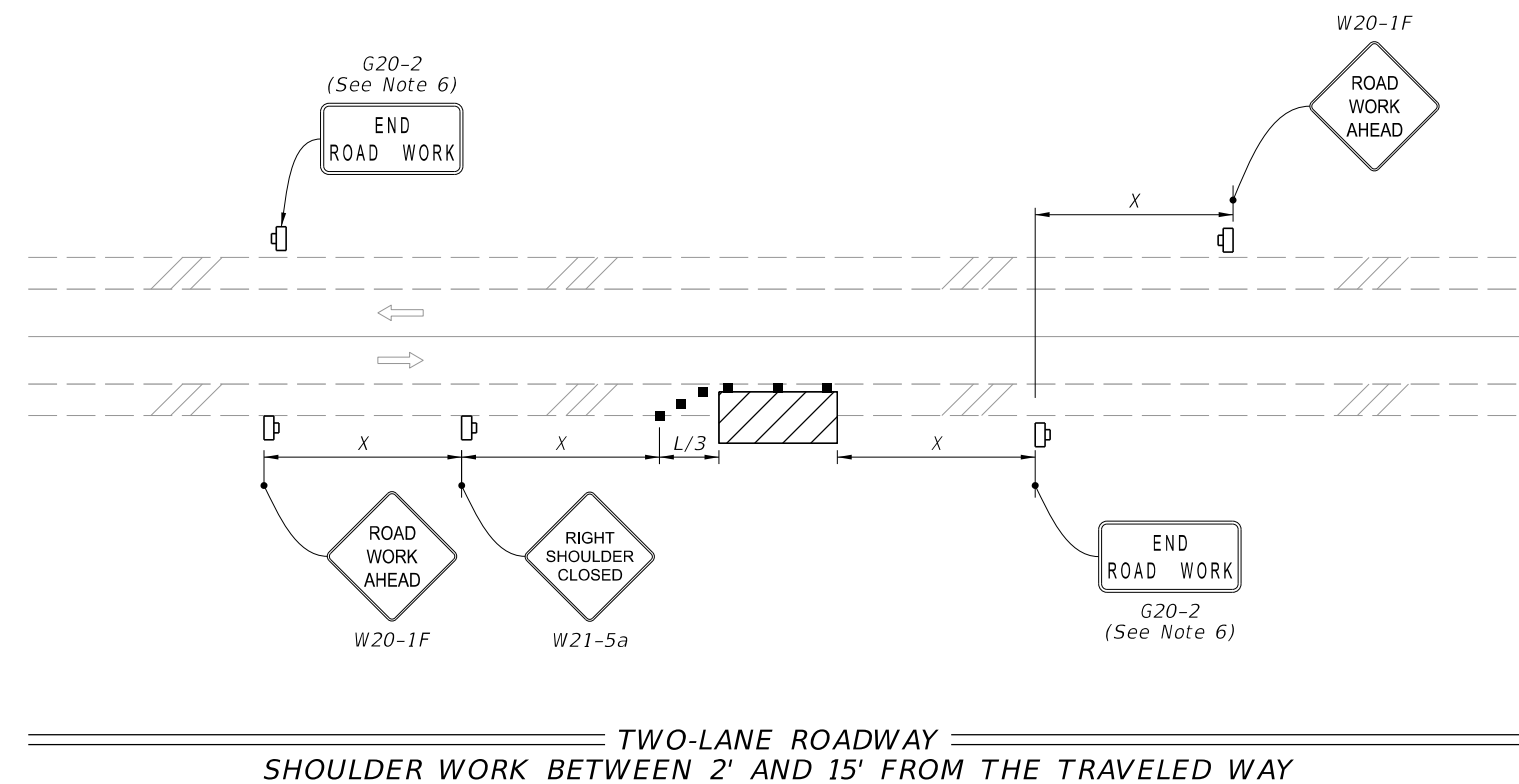 W20-1F
ROAD
WORK
AHEAD
G20-2
(See Note 6)
END
ROAD WORK
X
X
X
L/3
X
ROAD
WORK
AHEAD
W20-1F
RIGHT
SHOULDER
CLOSED
W21-5a
END
ROAD WORK
G20-2
(See Note 6)
TWO-LANE ROADWAY
SHOULDER WORK BETWEEN 2' AND 15' FROM THE TRAVELED WAY